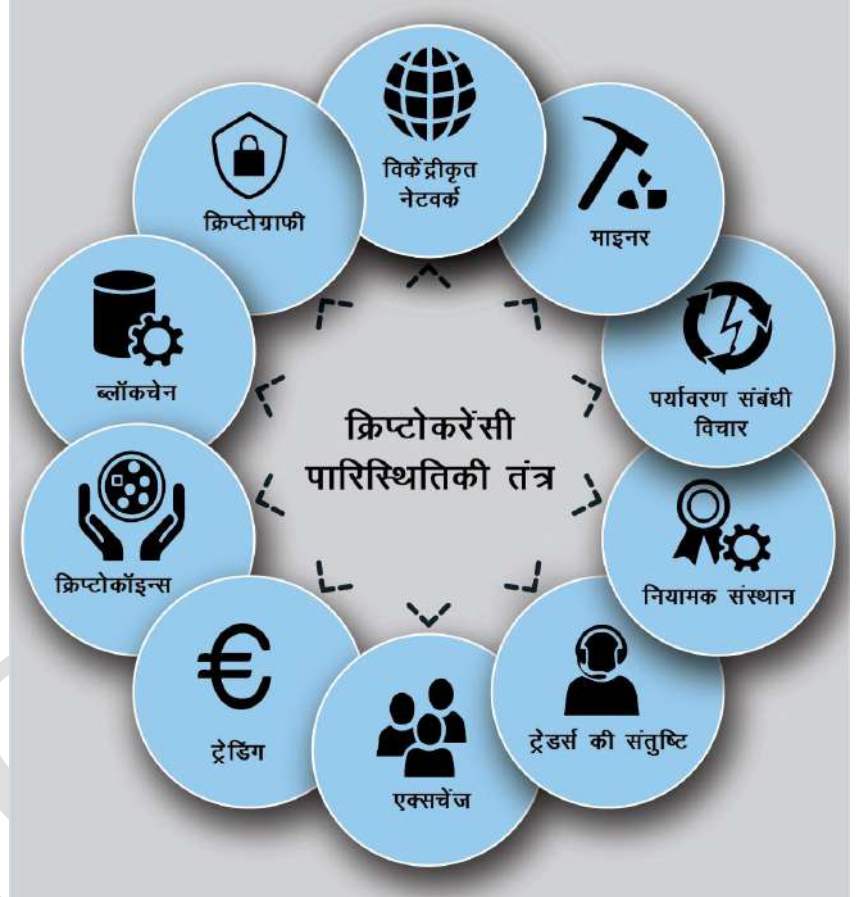 विकेंद्रीकृत
नेटवर्क
माइनर
पर्यावरण संबंधी
विचार
नियामक संस्थान
ट्रेडर्स की संतुष्टि
एक्सचेंज
ट्रेडिंग
क्रिप्टोकॉइन्स
ब्लॉकचेन
क्रिप्टोग्राफी
क्रिप्टोकरेंसी
पारिस्थितिकी तंत्र